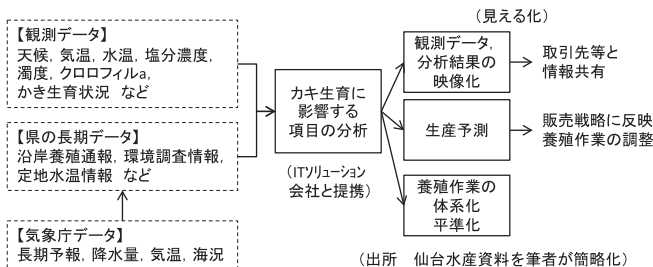 【観測データ】
天候, 気温, 水温, 塩分濃度,
濁度, クロロフィルa,
かき生育状況 など
【県の長期データ】
沿岸養殖通報, 環境調査情報,
定地水温情報 など
【気象庁データ】
長期予報, 降水量, 気温, 海況
カキ生育に
影響する
項目の分析
(ITソリューション
会社と提携)
(見える化)
観測データ,
分析結果の
映像化
取引先等と
情報共有
生産予測
販売戦略に反映
養殖作業の調整
養殖作業の
体系化
平準化
(出所 仙台水産資料を筆者が簡略化)